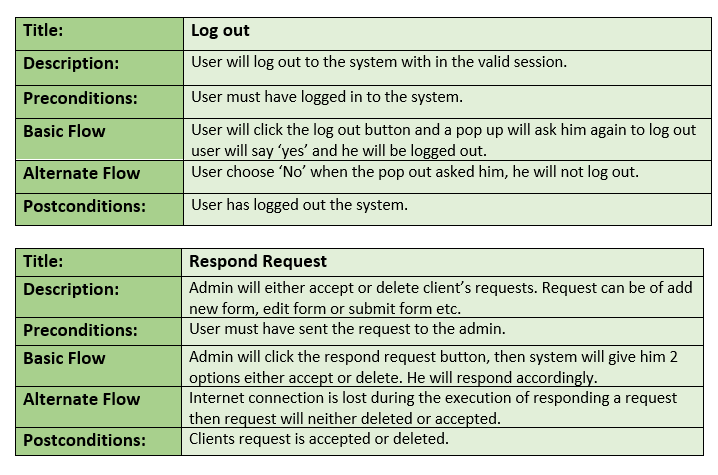 Title: Log out
Description: User will log out to the system with in the valid session.
Preconditions: User must have logged in to the system.
Basic Flow User will click the log out button and a pop up will ask him again to log out
user will say ‘yes’ and he will be logged out.
Alternate Flow User choose ‘No’ when the pop out asked him, he will not log out.
Postconditions: User has logged out the system.
Title: Respond Request
Description: Admin will either accept or delete client’s requests. Request can be of add
new form, edit form or submit form etc.
Preconditions: User must have sent the request to the admin.
Basic Flow Admin will click the respond request button, then system will give him 2
options either accept or delete. He will respond accordingly.
Alternate Flow Internet connection is lost during the execution of responding a request
then request will neither deleted or accepted.
Postconditions: Clients request is accepted or deleted.